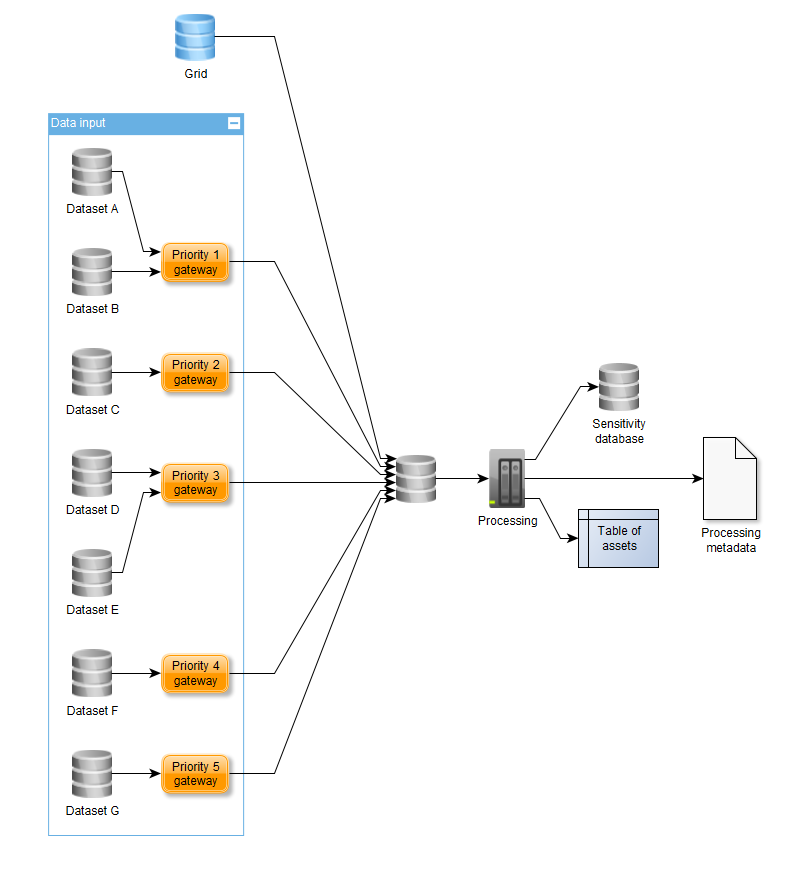 Grid
Data input
Dataset A
Priority 1
gateway
Dataset B
Priority 2
gateway
Dataset C
Priority 3
gateway
Dataset D
Dataset E
Priority 4
gateway
Dataset F
Priority 5
gateway
Dataset G
Processing
Sensitivity
database
Table of
assets
Processing
metadata